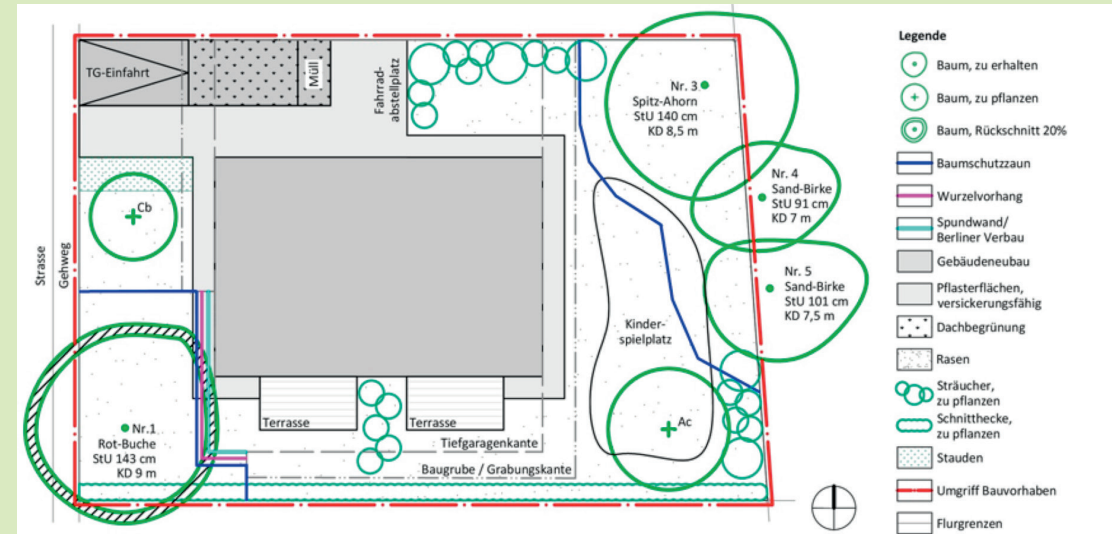 TG-Einfahrt
Müll
Fahrrad-
abstellplatz
Nr. 3
Spitz-Ahorn
StU 140 cm
KD 8,5 m
Nr. 4
Sand-Birke
StU 91 cm
KD 7 m
Nr. 5
Sand-Birke
StU 101 cm
KD 7,5 m
Cb
Strasse
Gehweg
Kinder-
spielplatz
Ac
Nr.1
Rot-Buche
StU 143 cm
KD 9 m
Terrasse
Terrasse
Tiefgaragenkante
Baugrube / Grabungskante
Legende
Baum, zu erhalten
Baum, zu pflanzen
Baum, Rückschnitt 20%
Baumschutzzaun
Wurzelvorhang
Spundwand/
Berliner Verbau
Gebäudeneubau
Pflasterflächen,
versickerungsfähig
Dachbegrünung
Rasen
Sträucher,
zu pflanzen
Schnitthecke,
zu pflanzen
Stauden
Umgriff Bauvorhaben
Flurgrenzen